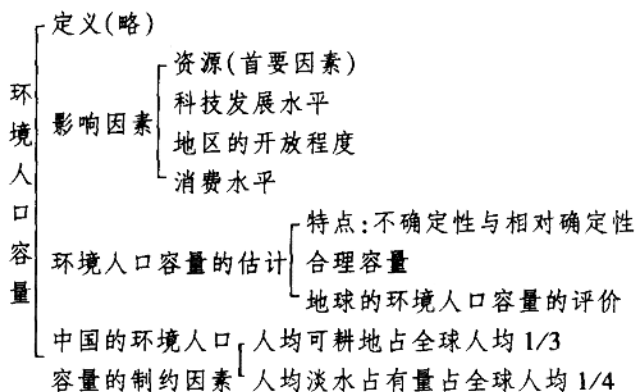 环境人口容量
定义(略)
影响因素
资源(首要因素)
科技发展水平
地区的开放程度
消费水平
环境人口容量的估计
特点:不确定性与相对确定性
合理容量
地球的环境人口容量的评价
中国的环境人口
容量的制约因素
人均可耕地占全球人均 1/3
人均淡水占有量占全球人均 1/4